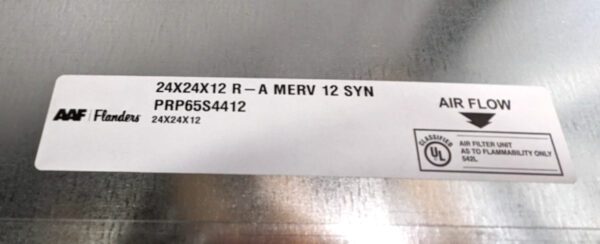 24X24X12 R-A MERV 12 SYN
PRP65S4412
AAF Flanders
24X24X12
AIR FLOW
CLASSIFIED
UL
AIR FILTER UNIT
AS TO FLAMMABILITY ONLY
542L